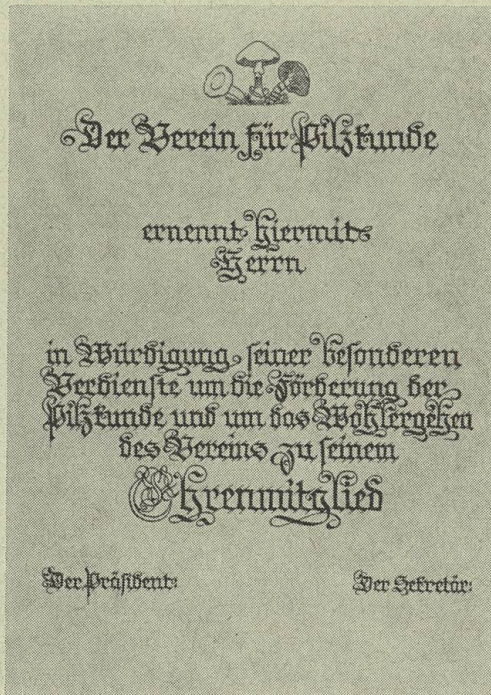 Der Verein für Pilzkunde
ernennt hiermit
Herrn
in Würdigung seiner besonderen
Verdienste um die Förderung der
Pilzkunde und um das Wohlergehen
des Vereins zu seinem
Ehrenmitglied
Der Präsident:
Der Sekretär: